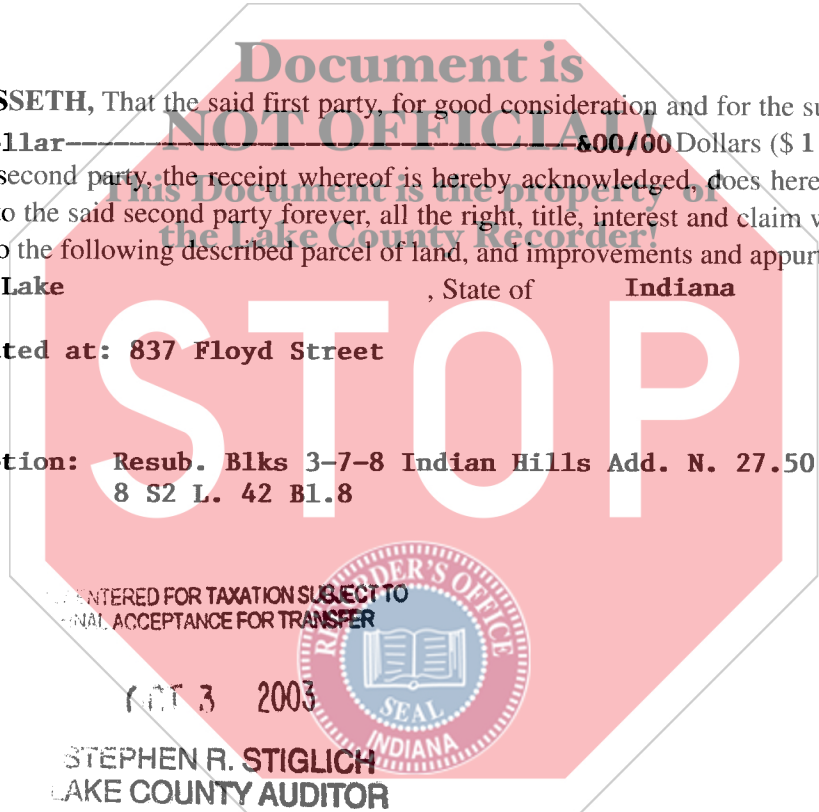 Document is
SSETH, That the said first party, for good consideration and for the su
NOT OFFICIAL!
llar------------------------------------&00/00 Dollars ($ 1
second party, the receipt whereof is hereby acknowledged, does here
This Document is the property of
to the said second party forever, all the right, title, interest and claim w
the Lake County Recorder!
o the following described parcel of land, and improvements and appur
Lake , State of Indiana
ted at: 837 Floyd Street
STOP
tion: Resub. Blks 3-7-8 Indian Hills Add. N. 27.50
8 S2 L. 42 Bl.8
ENTERED FOR TAXATION SUBJECT TO
NAL ACCEPTANCE FOR TRANSFER
RECORDER'S OFFICE
SEAL
INDIANA
OCT 3 2003
STEPHEN R. STIGLICH
LAKE COUNTY AUDITOR